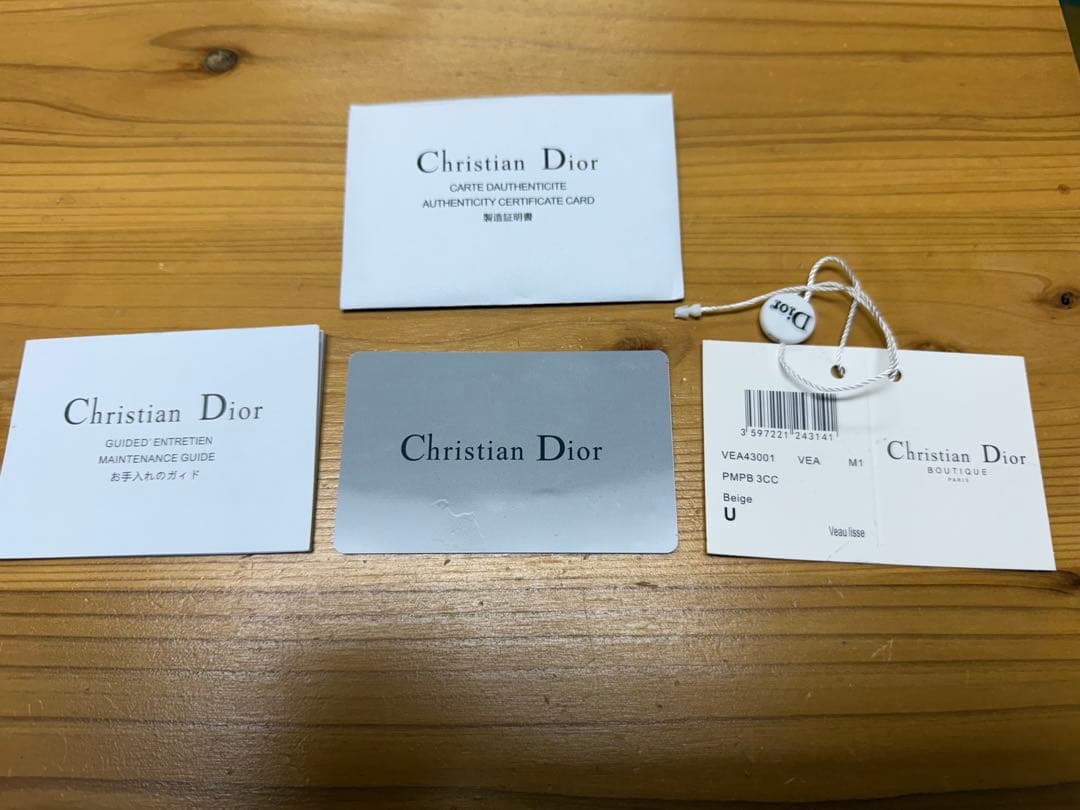 Christian Dior
CARTE DAUTHENTICITE
AUTHENTICITY CERTIFICATE CARD
製造証明書
Christian Dior
GUIDED' ENTRETIEN
MAINTENANCE GUIDE
お手入れのガィド
Christian Dior
Dior
3 597221 243141
VEA43001 VEA M1
PMPB 3CC
Beige
U
Veau lisse
Christian Dior
BOUTIQUE
PARIS